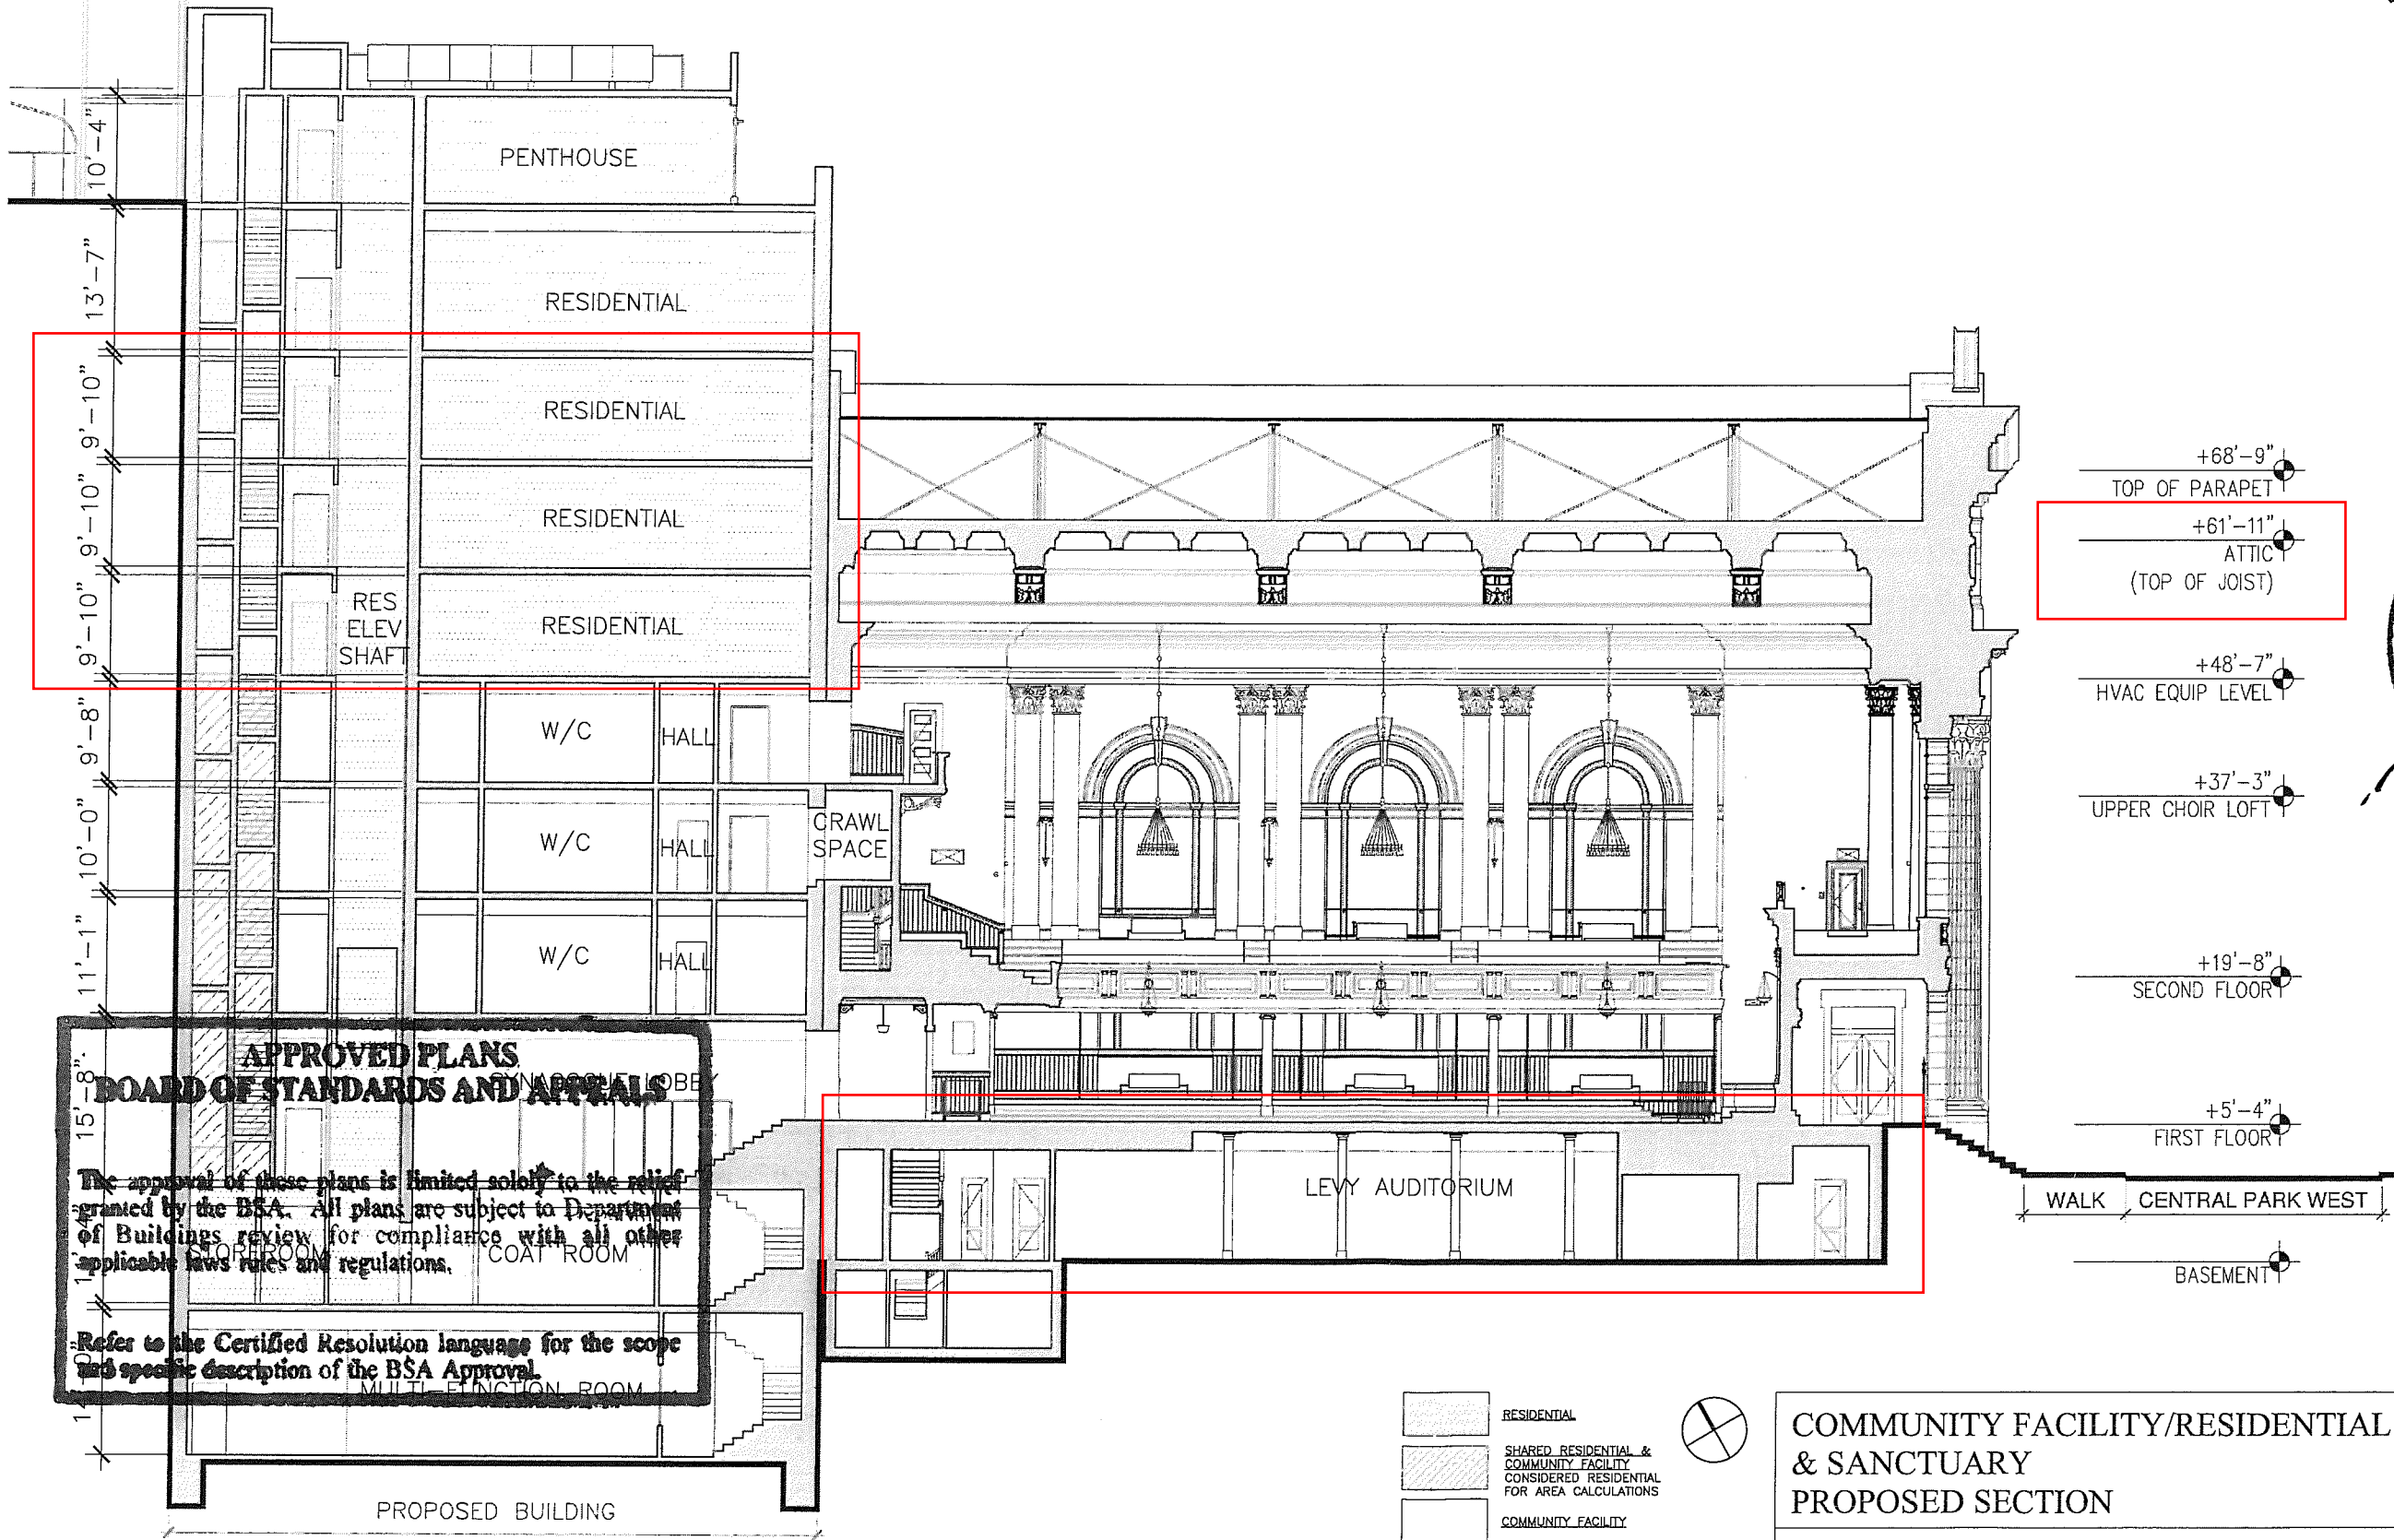 10'-4"
13'-7"
9'-10"
9'-10"
9'-10"
9'-8"
10'-0"
11'-1"
15'-8"
PENTHOUSE
RESIDENTIAL
RESIDENTIAL
RESIDENTIAL
RESIDENTIAL
RES
ELEV
SHAFT
W/C
HALL
W/C
HALL
CRAWL
SPACE
W/C
HALL
SYNAGOGUE LOBBY
APPROVED PLANS
BOARD OF STANDARDS AND APPEALS
The approval of these plans is limited solely to the relief
granted by the BSA. All plans are subject to Department
of Buildings review for compliance with all other
applicable laws rules and regulations.
Refer to the Certified Resolution language for the scope
and specific description of the BSA Approval.
STOREROOM
COAT ROOM
MULTI-FUNCTION ROOM
PROPOSED BUILDING
LEVY AUDITORIUM
+68'-9"
TOP OF PARAPET
+61'-11"
ATTIC
(TOP OF JOIST)
+48'-7"
HVAC EQUIP LEVEL
+37'-3"
UPPER CHOIR LOFT
+19'-8"
SECOND FLOOR
+5'-4"
FIRST FLOOR
WALK
CENTRAL PARK WEST
BASEMENT
RESIDENTIAL
SHARED RESIDENTIAL &
COMMUNITY FACILITY
CONSIDERED RESIDENTIAL
FOR AREA CALCULATIONS
COMMUNITY FACILITY
COMMUNITY FACILITY/RESIDENTIAL
& SANCTUARY
PROPOSED SECTION